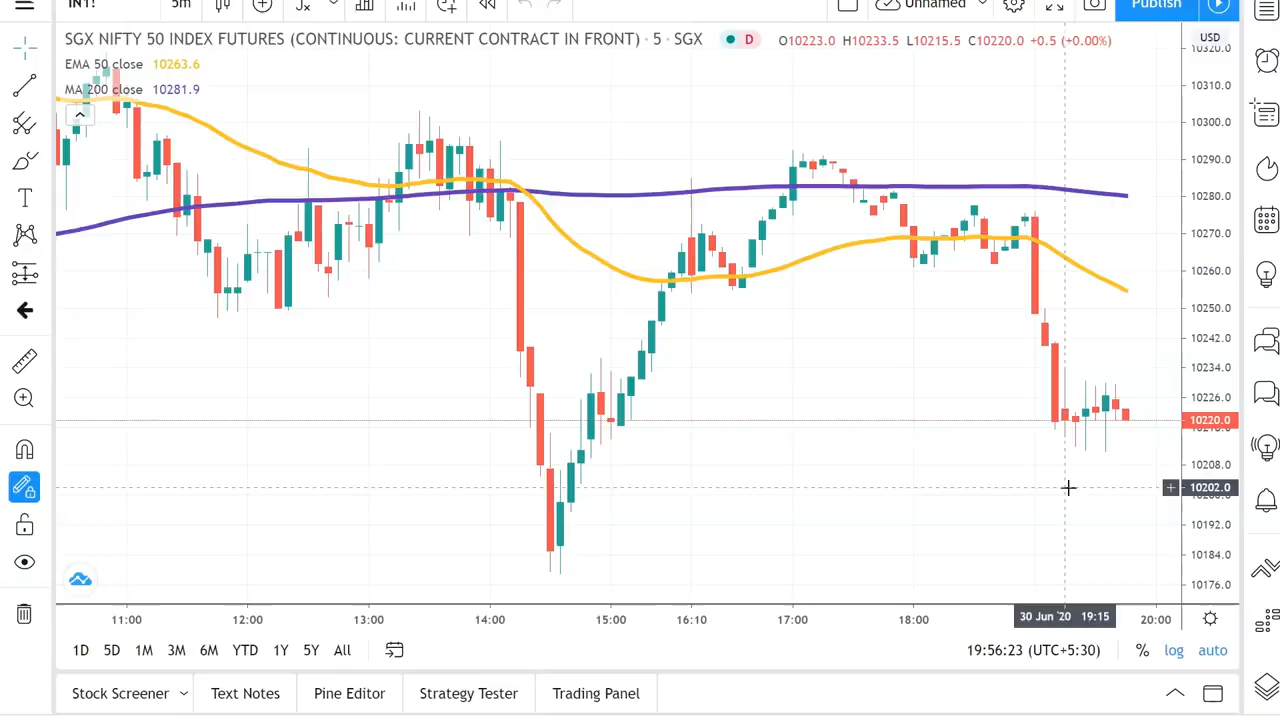 IN1!
5m
Unnamed
Publish
SGX NIFTY 50 INDEX FUTURES (CONTINUOUS: CURRENT CONTRACT IN FRONT) · 5 · SGX
D
O10223.0 H10233.5 L10215.5 C10220.0 +0.5 (+0.00%)
USD
EMA 50 close 10263.6
MA 200 close 10281.9
10320.0
10310.0
10300.0
10290.0
10280.0
10270.0
10260.0
10250.0
10242.0
10234.0
10226.0
10220.0
10208.0
10202.0
10192.0
10184.0
10176.0
11:00
12:00
13:00
14:00
15:00
16:10
17:00
18:00
30 Jun '20 19:15
20:00
1D 5D 1M 3M 6M YTD 1Y 5Y All
19:56:23 (UTC+5:30)
% log auto
Stock Screener
Text Notes
Pine Editor
Strategy Tester
Trading Panel